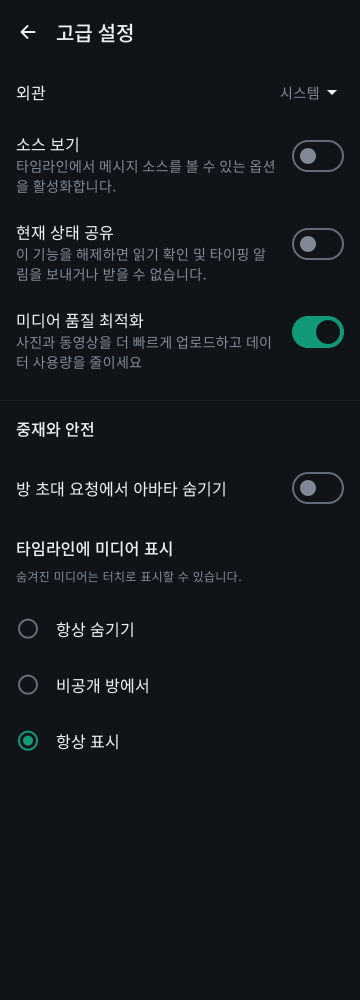 고급 설정
외관
시스템
소스 보기
타임라인에서 메시지 소스를 볼 수 있는 옵션
을 활성화합니다.
현재 상태 공유
이 기능을 해제하면 읽기 확인 및 타이핑 알
림을 보내거나 받을 수 없습니다.
미디어 품질 최적화
사진과 동영상을 더 빠르게 업로드하고 데이
터 사용량을 줄이세요
중재와 안전
방 초대 요청에서 아바타 숨기기
타임라인에 미디어 표시
숨겨진 미디어는 터치로 표시할 수 있습니다.
항상 숨기기
비공개 방에서
항상 표시